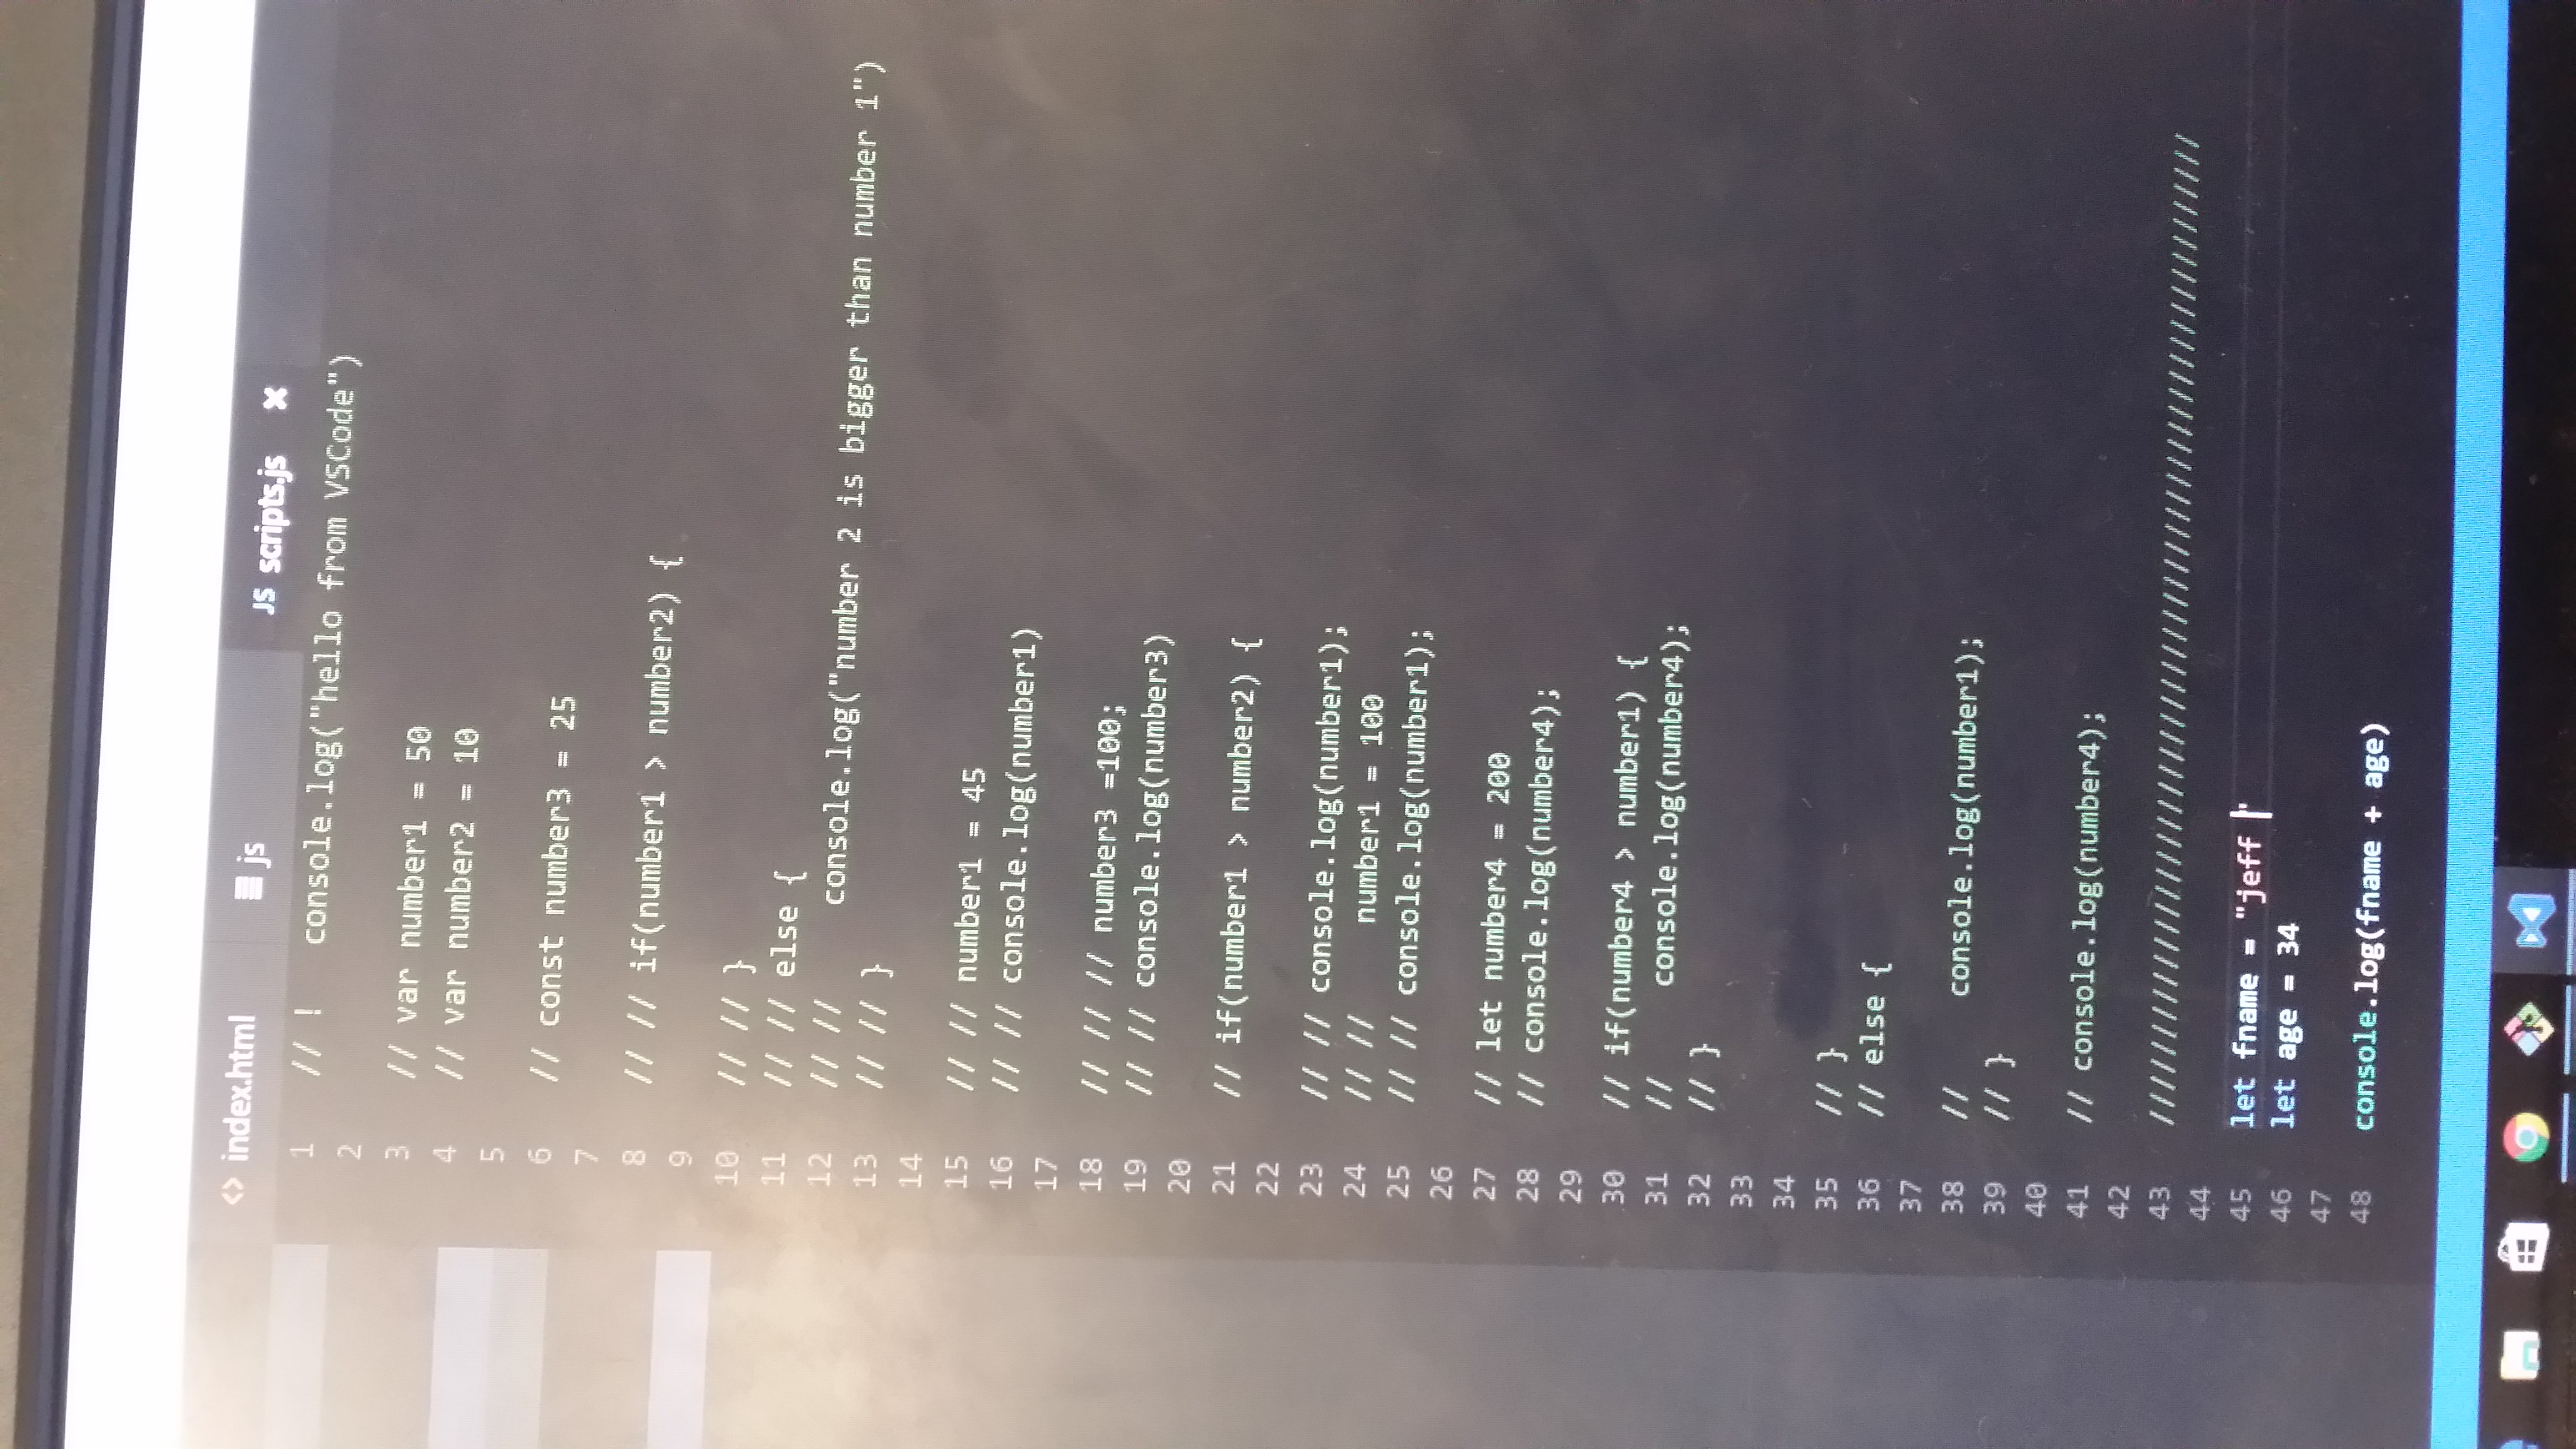 <> index.html js JS scripts.js ×
1 // !   console.log("hello from VSCode")
2
3 // var number1 = 50
4 // var number2 = 10
5
6 // const number3 = 25
7
8 // // if(number1 > number2) {
9
10 // // }
11 // // else {
12 // //     console.log("number 2 is bigger than number 1")
13 // // }
14
15 // // number1 = 45
16 // // console.log(number1)
17
18 // // // number3 =100;
19 // // console.log(number3)
20
21 // if(number1 > number2) {
22
23 // // console.log(number1);
24 // //     number1 = 100
25 // // console.log(number1);
26
27 // let number4 = 200
28 // console.log(number4);
29
30 // if(number4 > number1) {
31 //     console.log(number4);
32 // }
33
34
35 // }
36 // else {
37
38 //     console.log(number1);
39 // }
40
41 // console.log(number4);
42
43 /////////////////////////////////////////////////////////
44
45 let fname = "jeff "
46 let age = 34
47
48 console.log(fname + age)